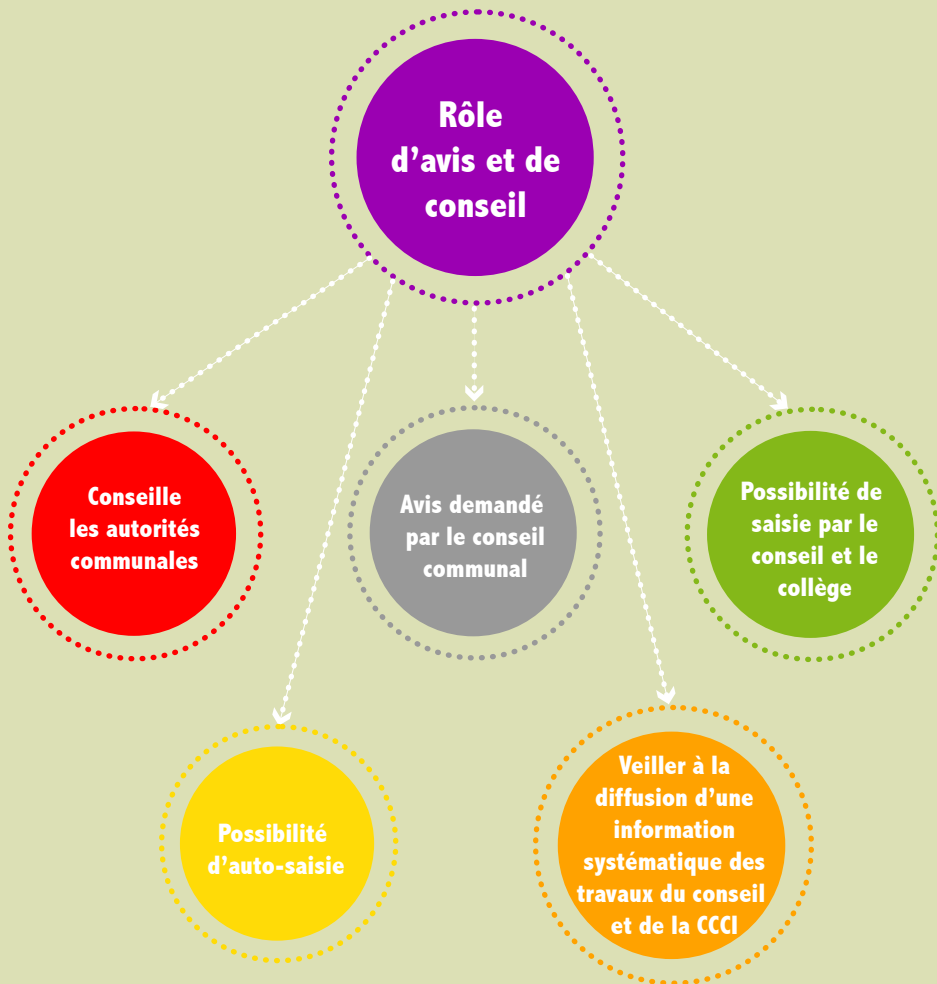 Rôle
d’avis et de
conseil
Conseille
les autorités
communales
Avis demandé
par le conseil
communal
Possibilité de
saisie par le
conseil et le
collège
Possibilité
d’auto-saisie
Veiller à la
diffusion d’une
information
systématique des
travaux du conseil
et de la CCCI